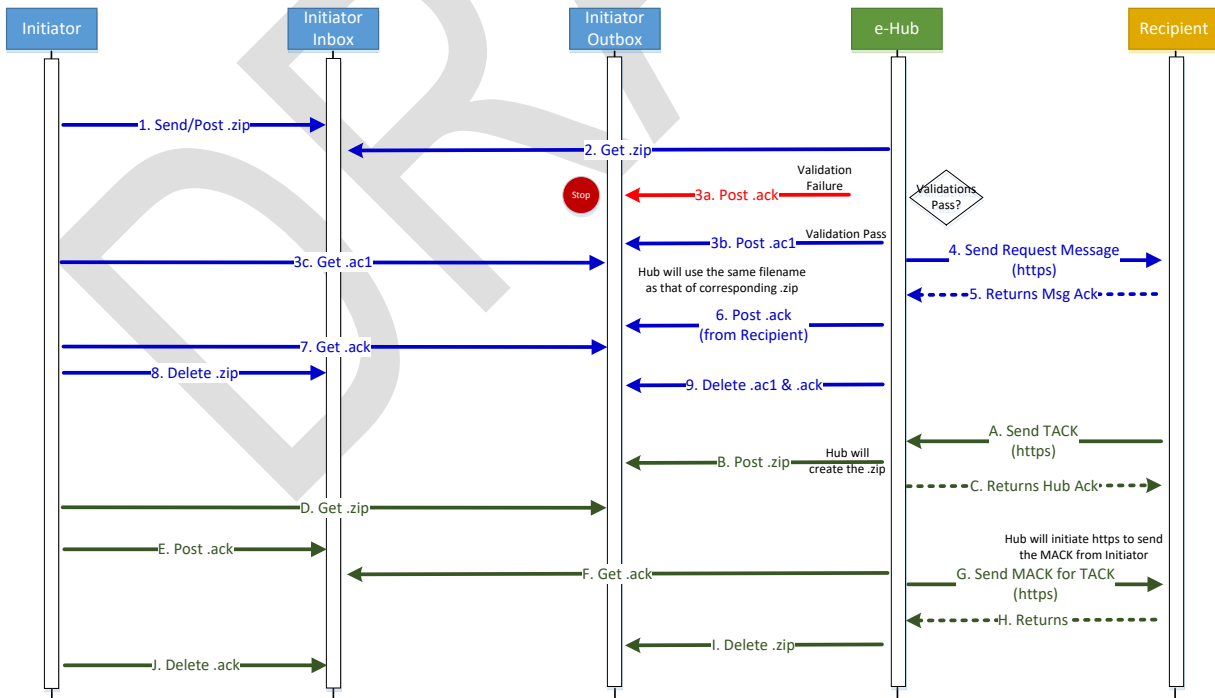 Initiator
Initiator
Inbox
Initiator
Outbox
e-Hub
Recipient
1. Send/Post .zip
2. Get .zip
Validation
Failure
Stop
3a. Post .ack
Validations
Pass?
3b. Post .ac1
Validation Pass
3c. Get .ac1
4. Send Request Message
(https)
Hub will use the same filename
as that of corresponding .zip
5. Returns Msg Ack
6. Post .ack
(from Recipient)
7. Get .ack
8. Delete .zip
9. Delete .ac1 & .ack
A. Send TACK
(https)
B. Post .zip
Hub will
create the .zip
C. Returns Hub Ack
D. Get .zip
E. Post .ack
Hub will initiate https to send
the MACK from Initiator
F. Get .ack
G. Send MACK for TACK
(https)
H. Returns
I. Delete .zip
J. Delete .ack